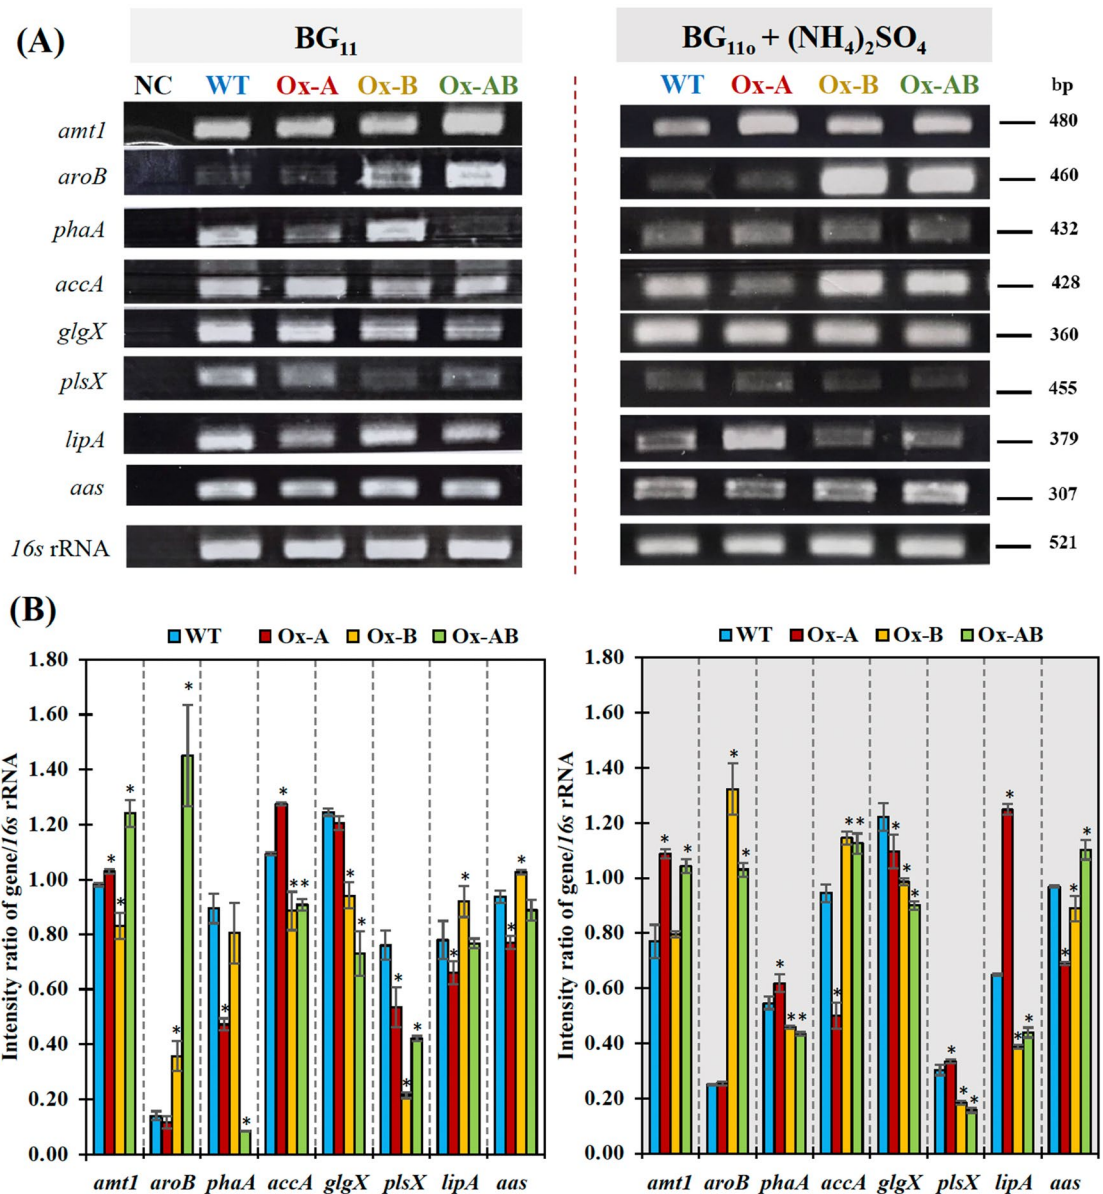 (A)
BG11
BG11o + (NH4)2SO4
NC WT Ox-A Ox-B Ox-AB
WT Ox-A Ox-B Ox-AB bp
amt1 480
aroB 460
phaA 432
accA 428
glgX 360
plsX 455
lipA 379
aas 307
16s rRNA 521
(B)
WT Ox-A Ox-B Ox-AB
Intensity ratio of gene/16s rRNA
1.80
1.60
1.40
1.20
1.00
0.80
0.60
0.40
0.20
0.00
* * * * * * * * * * * * * * * * * *
amt1 aroB phaA accA glgX plsX lipA aas
WT Ox-A Ox-B Ox-AB
Intensity ratio of gene/16s rRNA
1.80
1.60
1.40
1.20
1.00
0.80
0.60
0.40
0.20
0.00
* * * * * * * * * * * * * * * * * * * * * *
amt1 aroB phaA accA glgX plsX lipA aas